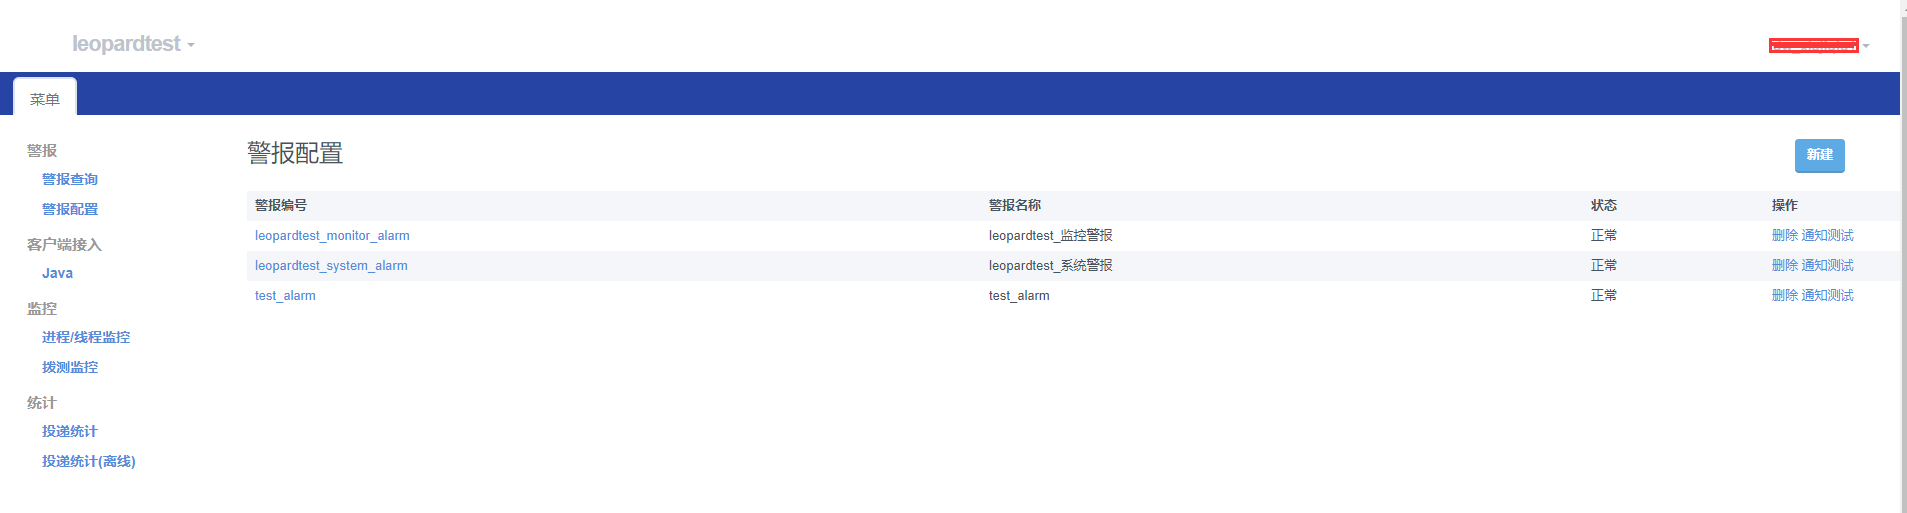 leopardtest
菜单
警报
警报查询
警报配置
客户端接入
Java
监控
进程/线程监控
拨测监控
统计
投递统计
投递统计(离线)
警报配置
新建
警报编号 警报名称 状态 操作
leopardtest_monitor_alarm leopardtest_监控警报 正常 删除 通知测试
leopardtest_system_alarm leopardtest_系统警报 正常 删除 通知测试
test_alarm test_alarm 正常 删除 通知测试